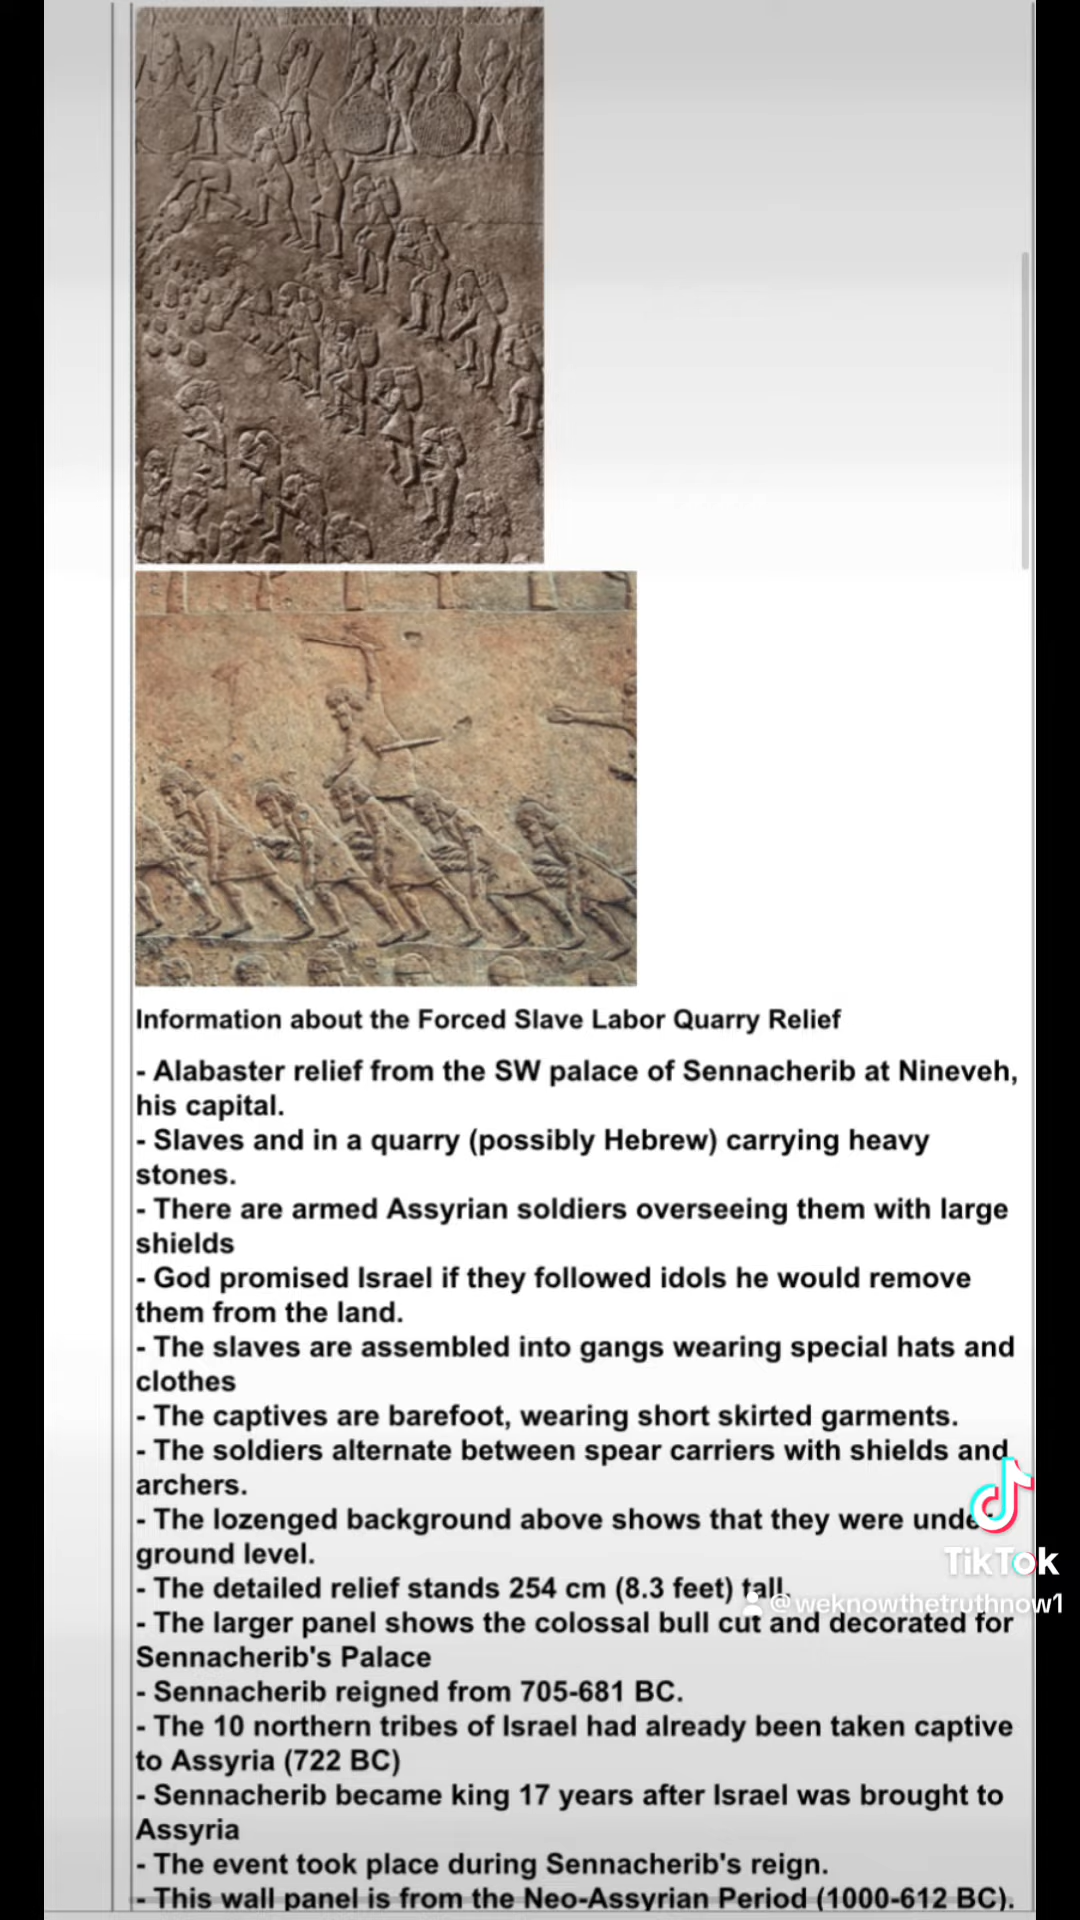 Information about the Forced Slave Labor Quarry Relief
- Alabaster relief from the SW palace of Sennacherib at Nineveh,
his capital.
- Slaves and in a quarry (possibly Hebrew) carrying heavy
stones.
- There are armed Assyrian soldiers overseeing them with large
shields
- God promised Israel if they followed idols he would remove
them from the land.
- The slaves are assembled into gangs wearing special hats and
clothes
- The captives are barefoot, wearing short skirted garments.
- The soldiers alternate between spear carriers with shields and
archers.
- The lozenged background above shows that they were under
ground level.
- The detailed relief stands 254 cm (8.3 feet) tall.
- The larger panel shows the colossal bull cut and decorated for
Sennacherib's Palace
- Sennacherib reigned from 705-681 BC.
- The 10 northern tribes of Israel had already been taken captive
to Assyria (722 BC)
- Sennacherib became king 17 years after Israel was brought to
Assyria
- The event took place during Sennacherib's reign.
- This wall panel is from the Neo-Assyrian Period (1000-612 BC).
TikTok
@weknowthetruthnow1